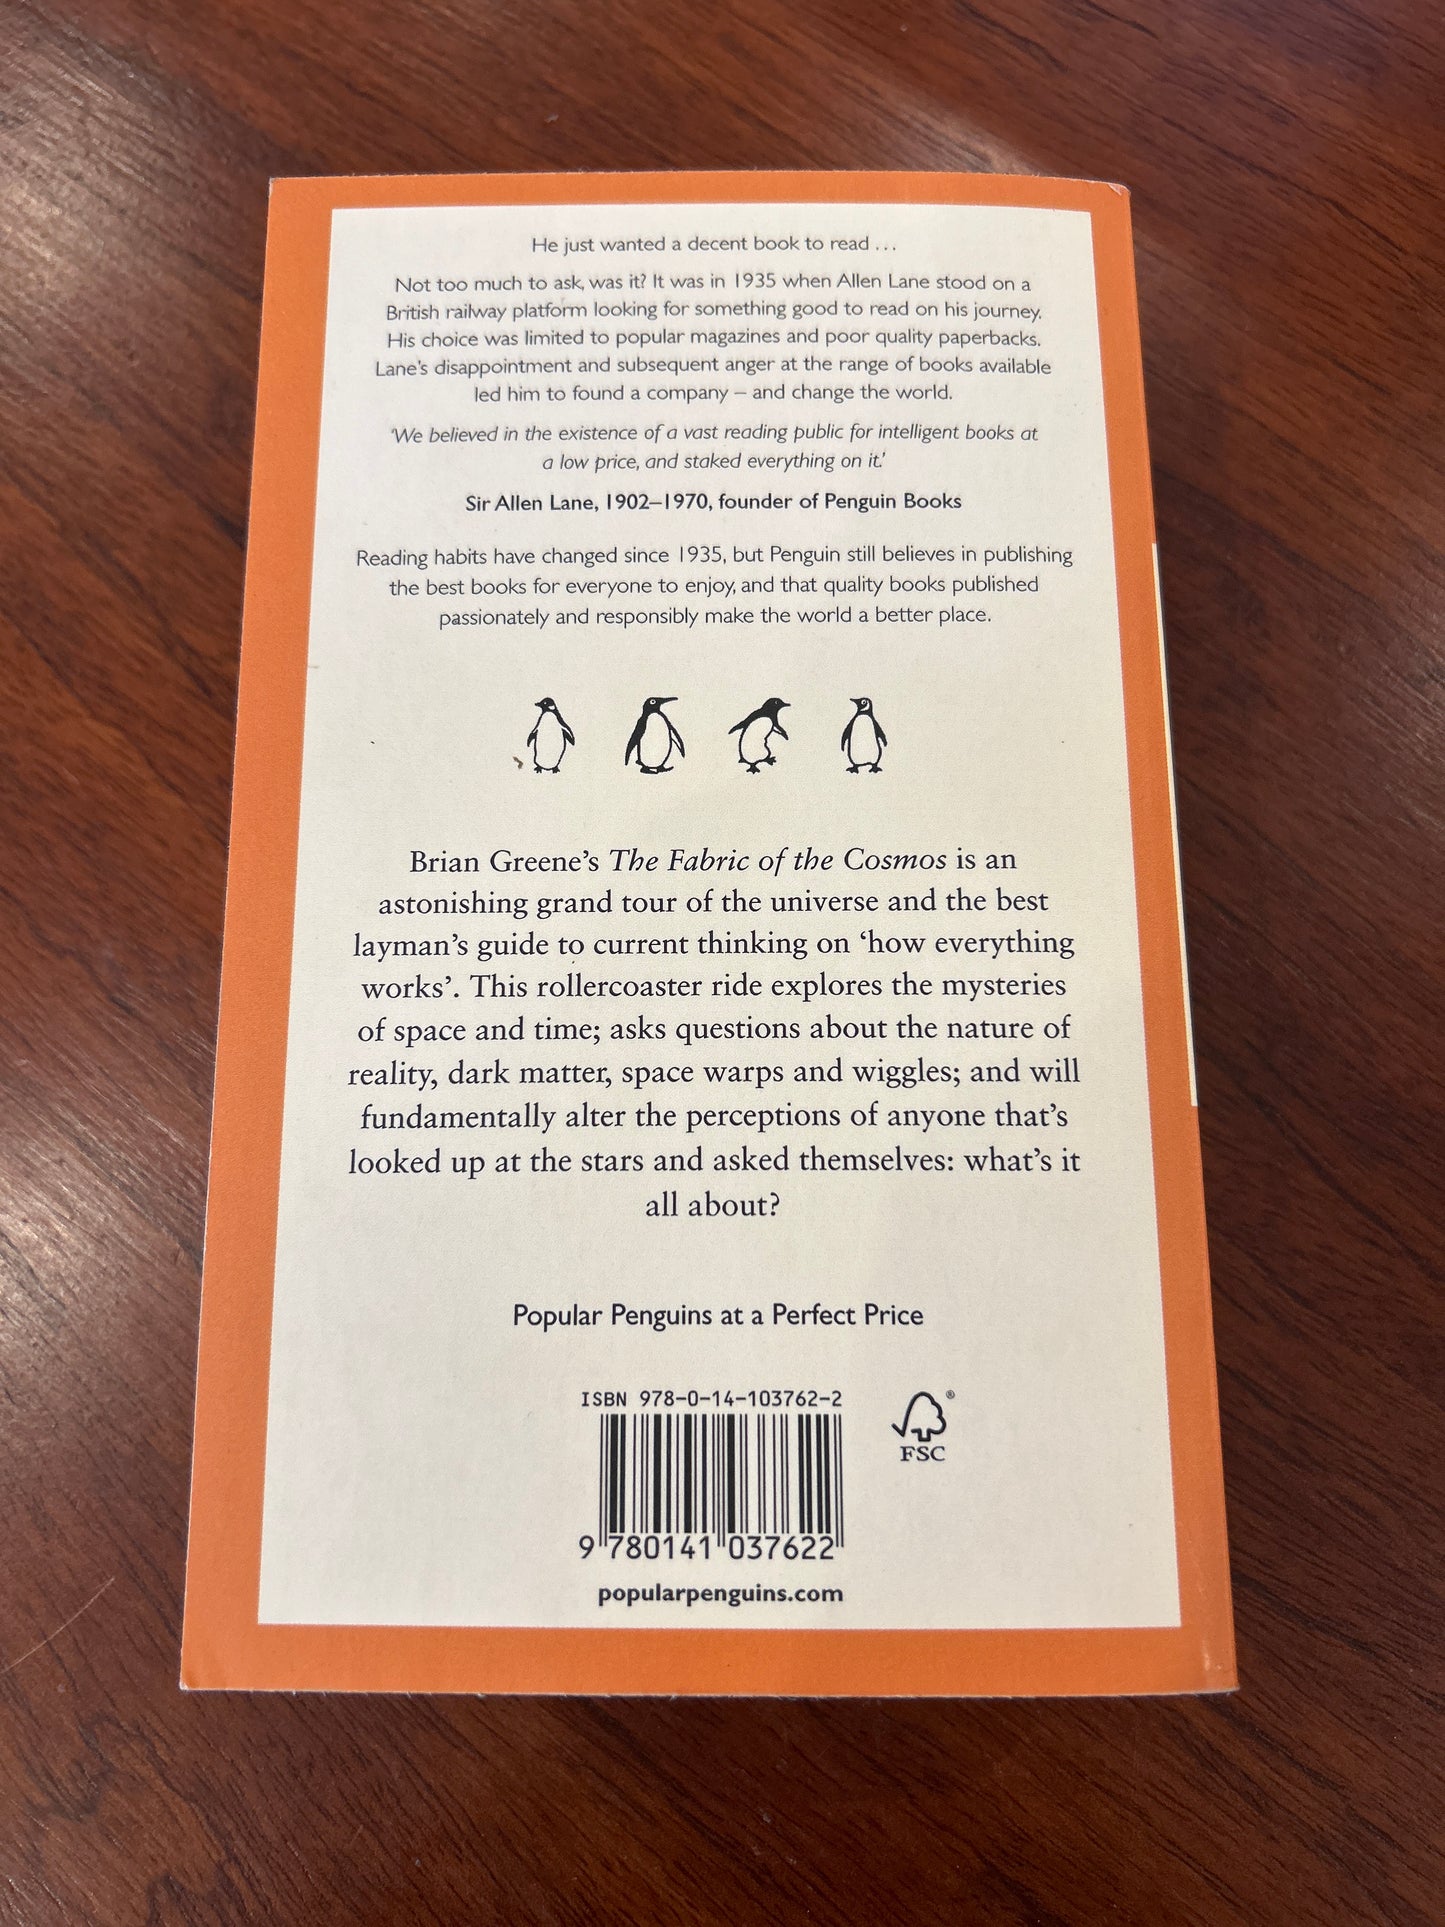 He just wanted a decent book to read ...
Not too much to ask, was it? It was in 1935 when Allen Lane stood on a
British railway platform looking for something good to read on his journey.
His choice was limited to popular magazines and poor quality paperbacks.
Lane's disappointment and subsequent anger at the range of books available
led him to found a company – and change the world.
'We believed in the existence of a vast reading public for intelligent books at
a low price, and staked everything on it.'
Sir Allen Lane, 1902–1970, founder of Penguin Books
Reading habits have changed since 1935, but Penguin still believes in publishing
the best books for everyone to enjoy, and that quality books published
passionately and responsibly make the world a better place.
Brian Greene's The Fabric of the Cosmos is an
astonishing grand tour of the universe and the best
layman's guide to current thinking on 'how everything
works'. This rollercoaster ride explores the mysteries
of space and time; asks questions about the nature of
reality, dark matter, space warps and wiggles; and will
fundamentally alter the perceptions of anyone that's
looked up at the stars and asked themselves: what's it
all about?
Popular Penguins at a Perfect Price
ISBN 978-0-14-103762-2
®
FSC
9 780141 037622
popularpenguins.com